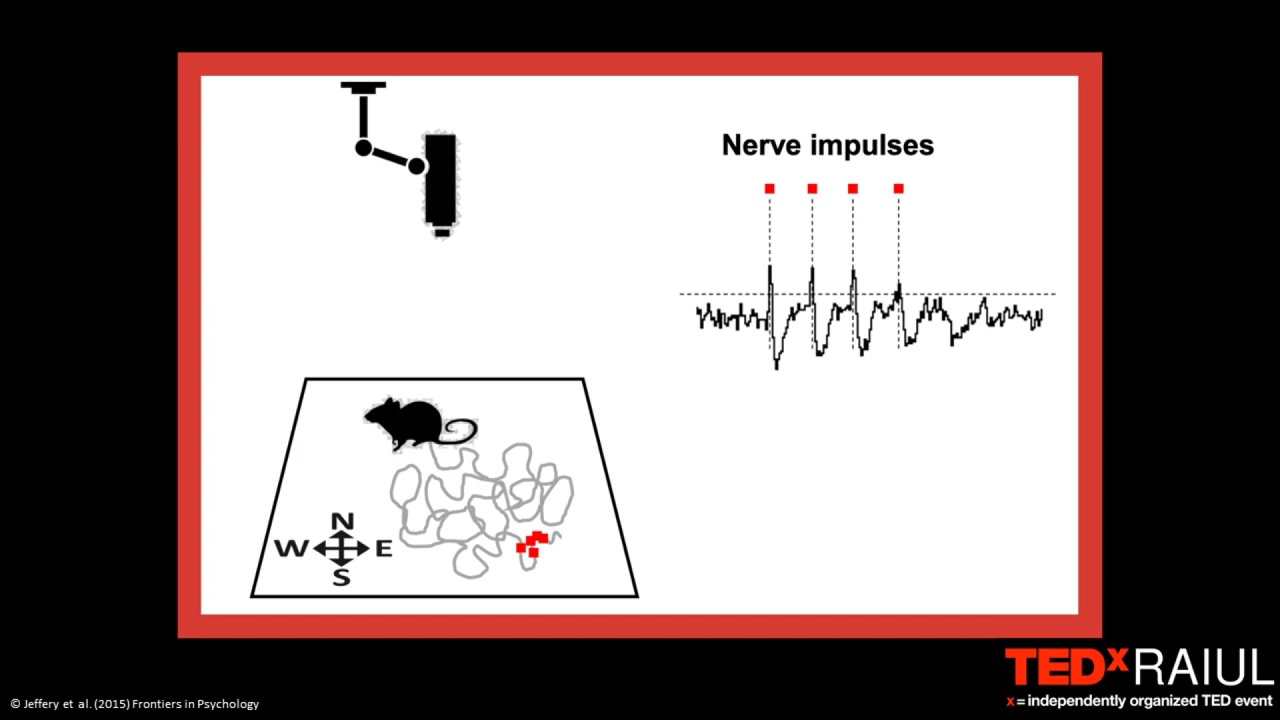 Nerve impulses
N
W E
S
TEDxRAIUL
x = independently organized TED event
© Jeffery et al. (2015) Frontiers in Psychology